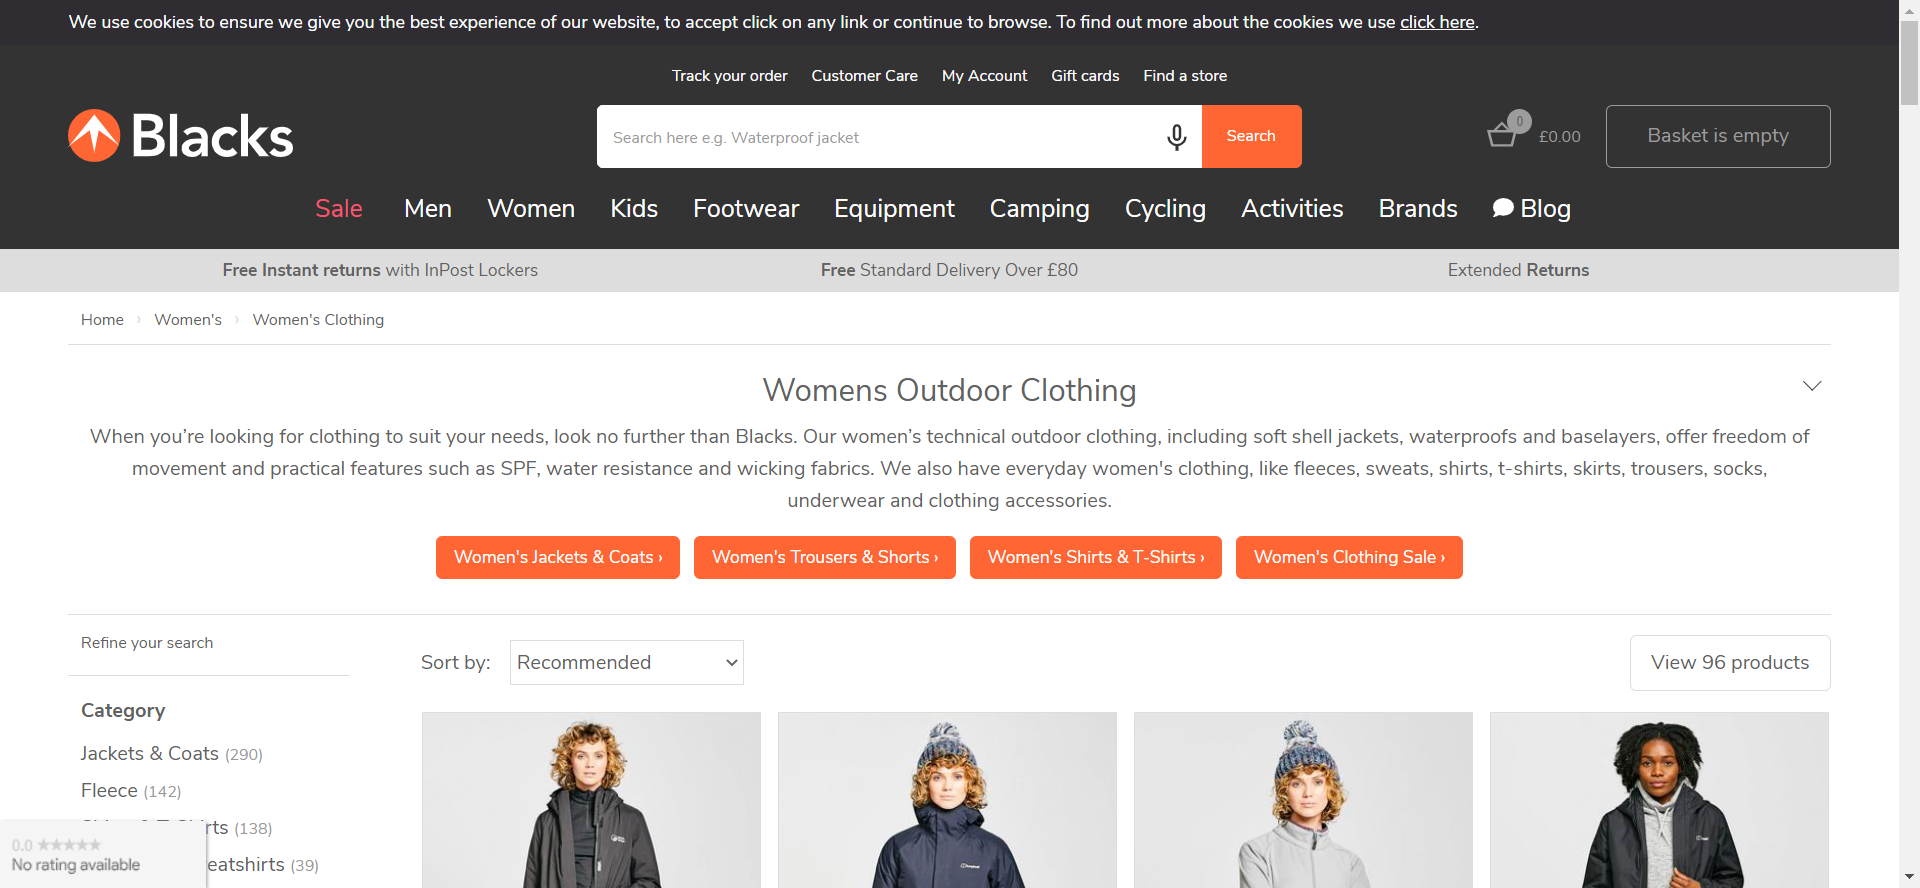 We use cookies to ensure we give you the best experience of our website, to accept click on any link or continue to browse. To find out more about the cookies we use click here.
Track your order Customer Care My Account Gift cards Find a store
Blacks
Search here e.g. Waterproof jacket
Search
0
£0.00
Basket is empty
Sale Men Women Kids Footwear Equipment Camping Cycling Activities Brands Blog
Free Instant returns with InPost Lockers
Free Standard Delivery Over £80
Extended Returns
Home › Women's › Women's Clothing
Womens Outdoor Clothing
When you’re looking for clothing to suit your needs, look no further than Blacks. Our women’s technical outdoor clothing, including soft shell jackets, waterproofs and baselayers, offer freedom of
movement and practical features such as SPF, water resistance and wicking fabrics. We also have everyday women's clothing, like fleeces, sweats, shirts, t-shirts, skirts, trousers, socks,
underwear and clothing accessories.
Women's Jackets & Coats › Women's Trousers & Shorts › Women's Shirts & T-Shirts › Women's Clothing Sale ›
Refine your search
Sort by: Recommended
View 96 products
Category
Jackets & Coats (290)
Fleece (142)
rts (138)
eatshirts (39)
0.0 ★★★★★
No rating available